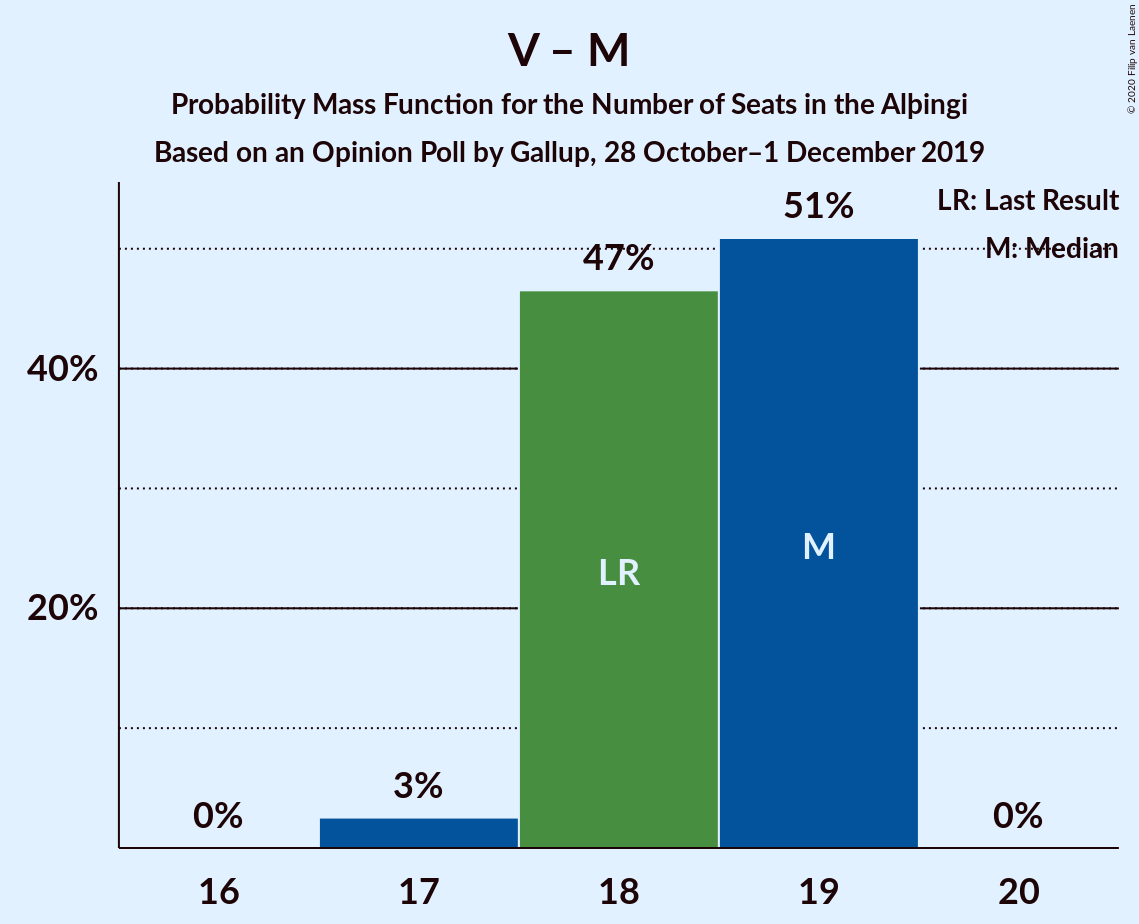 V – M
Probability Mass Function for the Number of Seats in the Alþingi
Based on an Opinion Poll by Gallup, 28 October–1 December 2019
© 2020 Filip van Laenen
LR: Last Result
M: Median
51%
47%
40%
20%
LR
M
3%
0%
0%
16
17
18
19
20